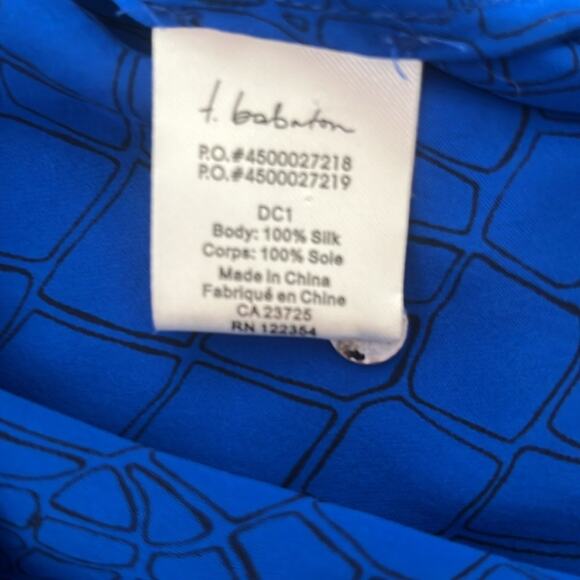 t. babaton
P.O.#4500027218
P.O.#4500027219
DC1
Body: 100% Silk
Corps: 100% Soie
Made in China
Fabriqué en Chine
CA 23725
RN 122354